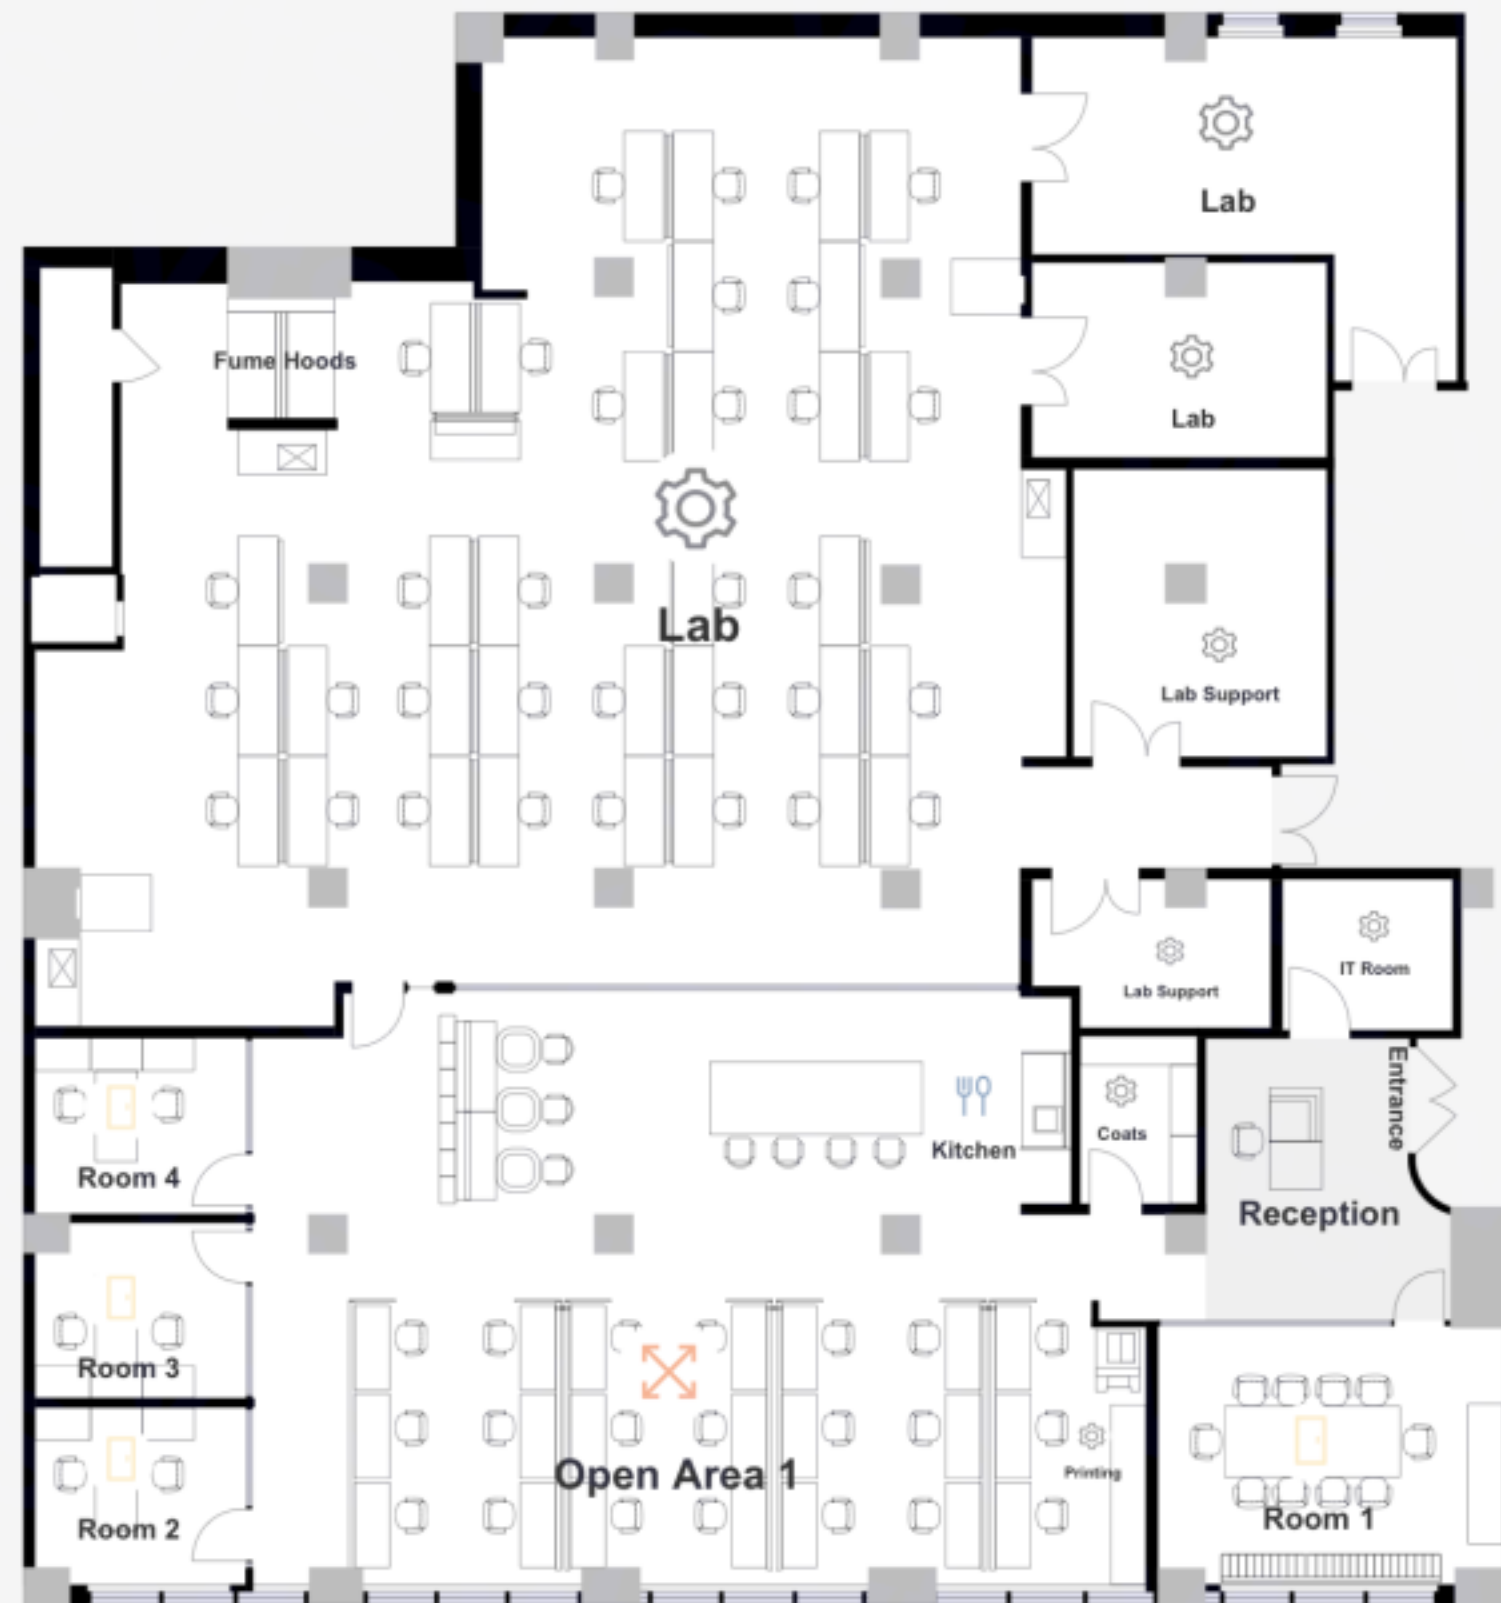 Lab
Fume Hoods
Lab
Lab
Lab Support
IT Room
Lab Support
Entrance
Coats
Kitchen
Room 4
Reception
Room 3
Printing
Open Area 1
Room 1
Room 2